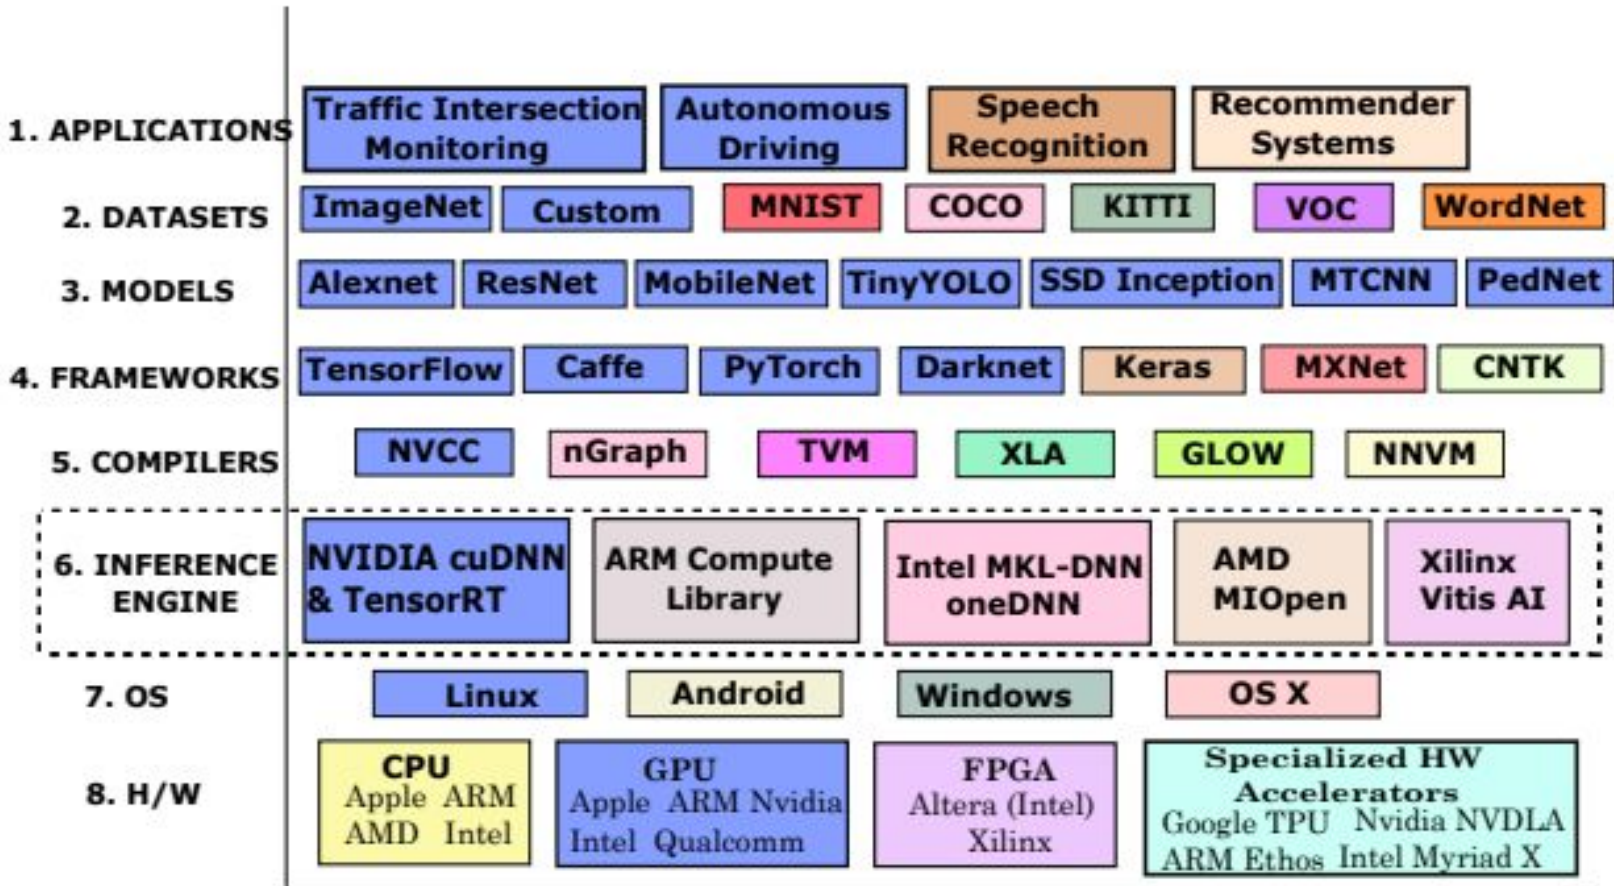 1. APPLICATIONS
Traffic Intersection
Monitoring
Autonomous
Driving
Speech
Recognition
Recommender
Systems
2. DATASETS
ImageNet
Custom
MNIST
COCO
KITTI
VOC
WordNet
3. MODELS
Alexnet
ResNet
MobileNet
TinyYOLO
SSD Inception
MTCNN
PedNet
4. FRAMEWORKS
TensorFlow
Caffe
PyTorch
Darknet
Keras
MXNet
CNTK
5. COMPILERS
NVCC
nGraph
TVM
XLA
GLOW
NNVM
6. INFERENCE
ENGINE
NVIDIA cuDNN
& TensorRT
ARM Compute
Library
Intel MKL-DNN
oneDNN
AMD
MIOpen
Xilinx
Vitis AI
7. OS
Linux
Android
Windows
OS X
8. H/W
CPU
Apple ARM
AMD Intel
GPU
Apple ARM Nvidia
Intel Qualcomm
FPGA
Altera (Intel)
Xilinx
Specialized HW
Accelerators
Google TPU Nvidia NVDLA
ARM Ethos Intel Myriad X